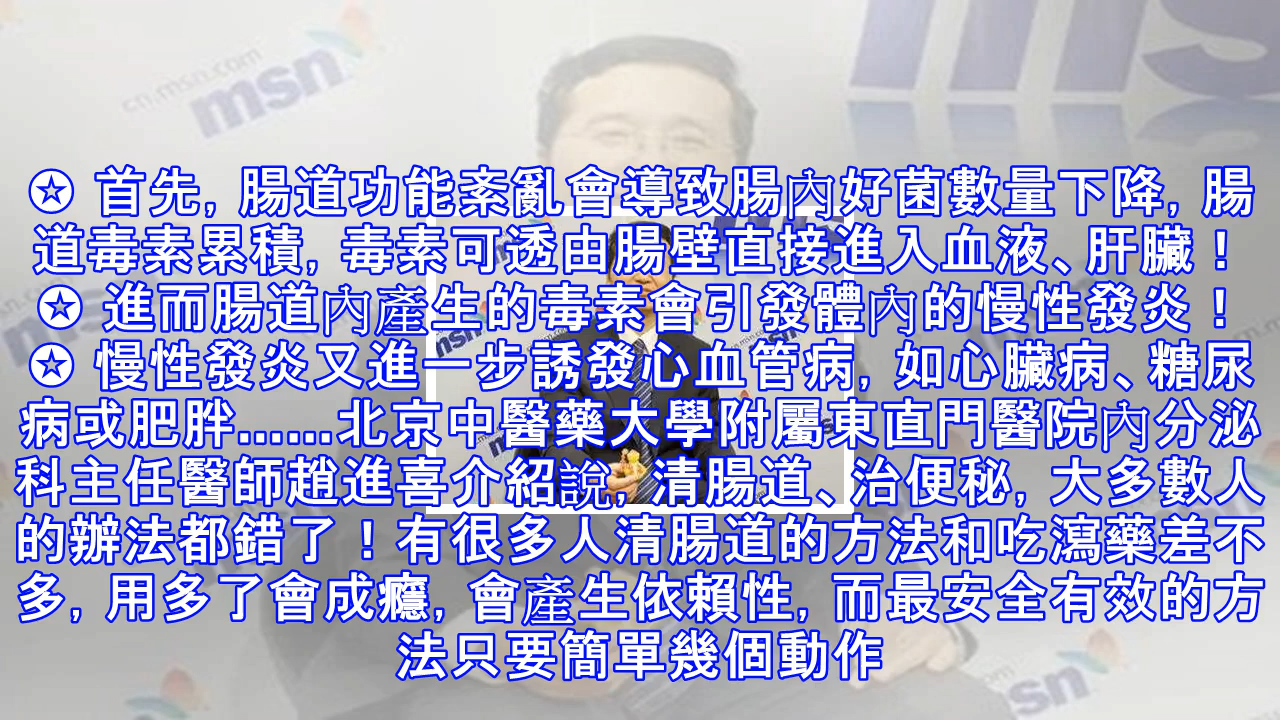 cn.msn.com
msn
✪ 首先, 腸道功能紊亂會導致腸內好菌數量下降, 腸
道毒素累積, 毒素可透由腸壁直接進入血液、肝臟！
✪ 進而腸道內產生的毒素會引發體內的慢性發炎！
✪ 慢性發炎又進一步誘發心血管病, 如心臟病、糖尿
病或肥胖......北京中醫藥大學附屬東直門醫院內分泌
科主任醫師趙進喜介紹說, 清腸道、治便秘, 大多數人
的辦法都錯了！有很多人清腸道的方法和吃瀉藥差不
多, 用多了會成癮, 會產生依賴性, 而最安全有效的方
法只要簡單幾個動作
msn